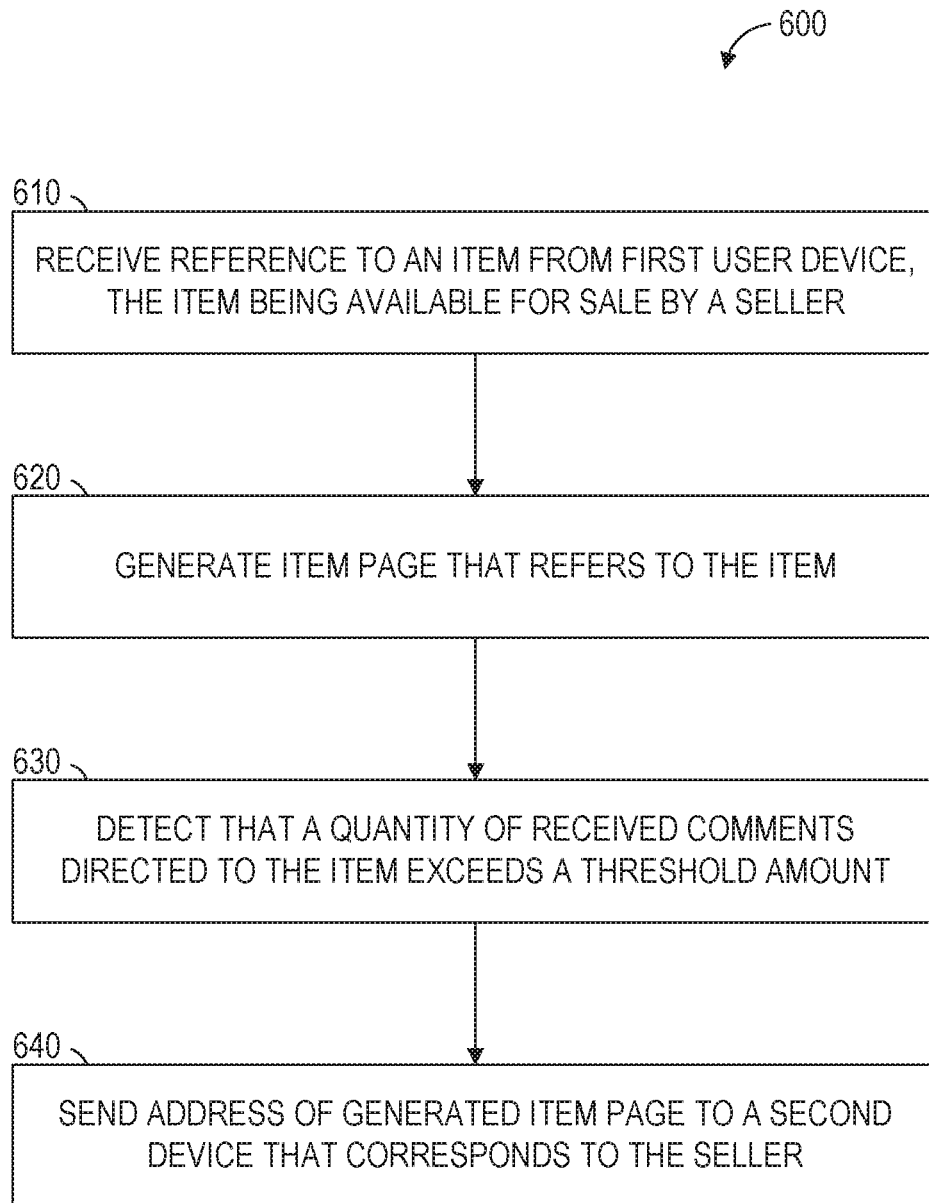 600
610
RECEIVE REFERENCE TO AN ITEM FROM FIRST USER DEVICE,
THE ITEM BEING AVAILABLE FOR SALE BY A SELLER
620
GENERATE ITEM PAGE THAT REFERS TO THE ITEM
630
DETECT THAT A QUANTITY OF RECEIVED COMMENTS
DIRECTED TO THE ITEM EXCEEDS A THRESHOLD AMOUNT
640
SEND ADDRESS OF GENERATED ITEM PAGE TO A SECOND
DEVICE THAT CORRESPONDS TO THE SELLER